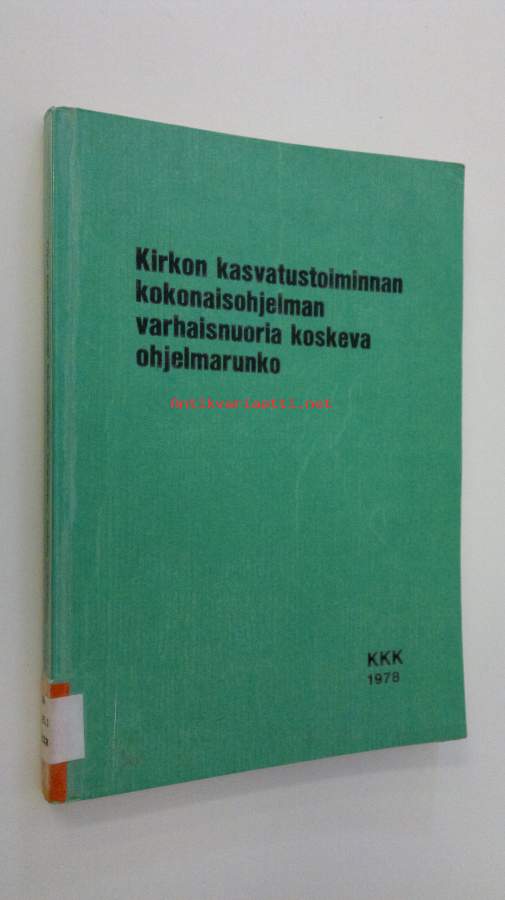 Kirkon kasvatustoiminnan
kokonaisohjelman
varhaisnuoria koskeva
ohjelmarunko
antikvariaatti.net
KKK
1978